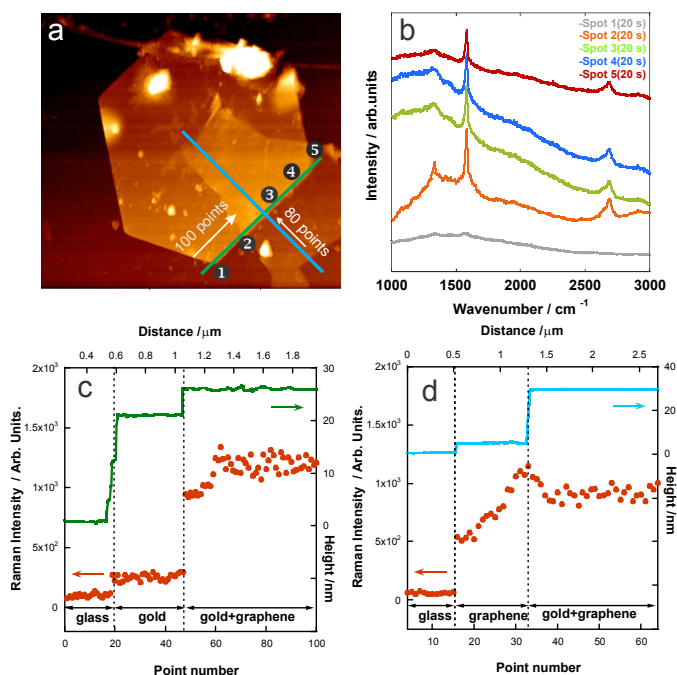 a
5
4
3
2
1
100 points
80 points
b
-Spot 1(20 s)
-Spot 2(20 s)
-Spot 3(20 s)
-Spot 4(20 s)
-Spot 5(20 s)
Intensity / arb.units
1000 1500 2000 2500 3000
Wavenumber / cm -1
Distance /μm
0.4 0.6 0.8 1 1.2 1.4 1.6 1.8
c
Raman Intensity / Arb. Units.
2x10³
1.5x10³
1x10³
5x10²
0
30
20
10
0
Height /nm
glass gold gold+graphene
0 20 40 60 80 100
Point number
Distance /μm
0 0.5 1 1.5 2 2.5
d
Raman Intensity / Arb. Units.
2x10³
1.5x10³
1x10³
5x10²
0
40
30
20
0
Height /nm
glass graphene gold+graphene
10 20 30 40 50 60
Point number